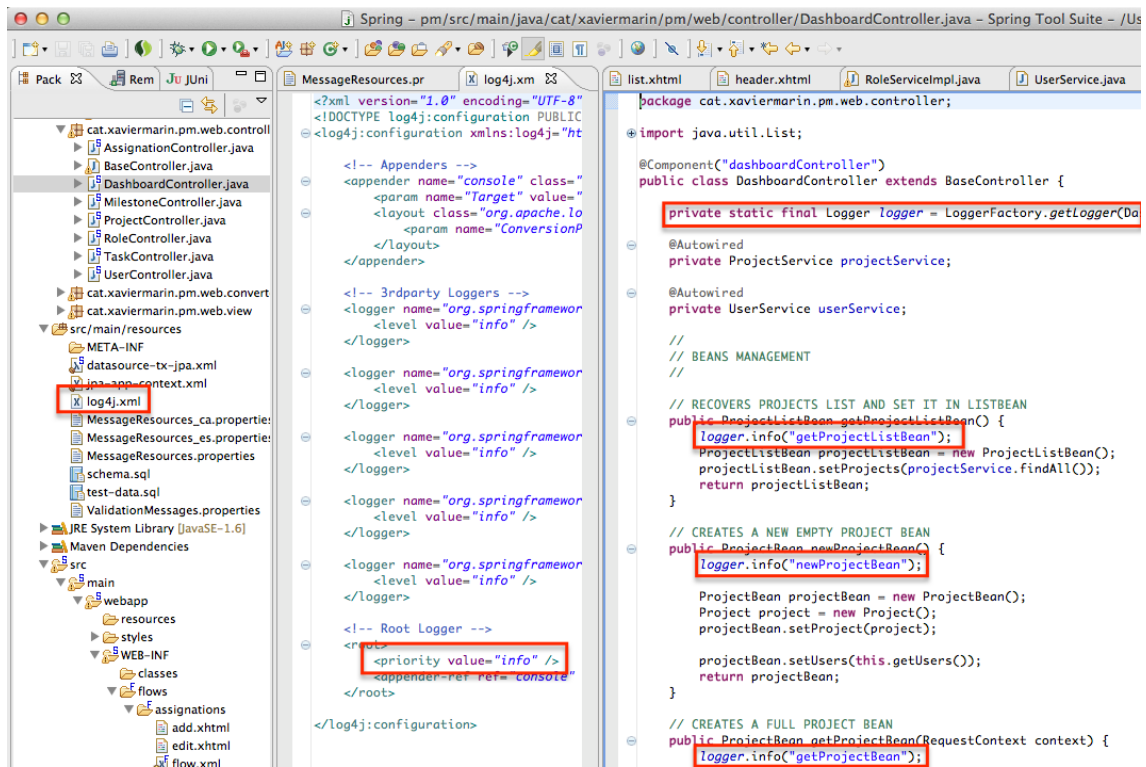 Spring – pm/src/main/java/cat/xaviermarin/pm/web/controller/DashboardController.java – Spring Tool Suite – /Us
Pack
Rem
JUni
cat.xaviermarin.pm.web.controll
AssignationController.java
BaseController.java
DashboardController.java
MilestoneController.java
ProjectController.java
RoleController.java
TaskController.java
UserController.java
cat.xaviermarin.pm.web.convert
cat.xaviermarin.pm.web.view
src/main/resources
META-INF
datasource-tx-jpa.xml
jpa-app-context.xml
log4j.xml
MessageResources_ca.properties
MessageResources_es.properties
MessageResources.properties
schema.sql
test-data.sql
ValidationMessages.properties
JRE System Library [JavaSE-1.6]
Maven Dependencies
src
main
webapp
resources
styles
WEB-INF
classes
flows
assignations
add.xhtml
edit.xhtml
flow.xml
MessageResources.pr
log4j.xm
<?xml version="1.0" encoding="UTF-8"
<!DOCTYPE log4j:configuration PUBLIC
<log4j:configuration xmlns:log4j="ht
<!-- Appenders -->
<appender name="console" class="
<param name="Target" value="
<layout class="org.apache.lo
<param name="ConversionP
</layout>
</appender>
<!-- 3rdparty Loggers -->
<logger name="org.springframewor
<level value="info" />
</logger>
<logger name="org.springframewor
<level value="info" />
</logger>
<logger name="org.springframewor
<level value="info" />
</logger>
<logger name="org.springframewor
<level value="info" />
</logger>
<logger name="org.springframewor
<level value="info" />
</logger>
<!-- Root Logger -->
<root>
<priority value="info" />
<appender-ref ref="console"
</root>
</log4j:configuration>
list.xhtml
header.xhtml
RoleServiceImpl.java
UserService.java
package cat.xaviermarin.pm.web.controller;
import java.util.List;
@Component("dashboardController")
public class DashboardController extends BaseController {
private static final Logger logger = LoggerFactory.getLogger(Da
@Autowired
private ProjectService projectService;
@Autowired
private UserService userService;
//
// BEANS MANAGEMENT
//
// RECOVERS PROJECTS LIST AND SET IT IN LISTBEAN
public ProjectListBean getProjectListBean() {
logger.info("getProjectListBean");
ProjectListBean projectListBean = new ProjectListBean();
projectListBean.setProjects(projectService.findAll());
return projectListBean;
}
// CREATES A NEW EMPTY PROJECT BEAN
public ProjectBean newProjectBean() {
logger.info("newProjectBean");
ProjectBean projectBean = new ProjectBean();
Project project = new Project();
projectBean.setProject(project);
projectBean.setUsers(this.getUsers());
return projectBean;
}
// CREATES A FULL PROJECT BEAN
public ProjectBean getProjectBean(RequestContext context) {
logger.info("getProjectBean");